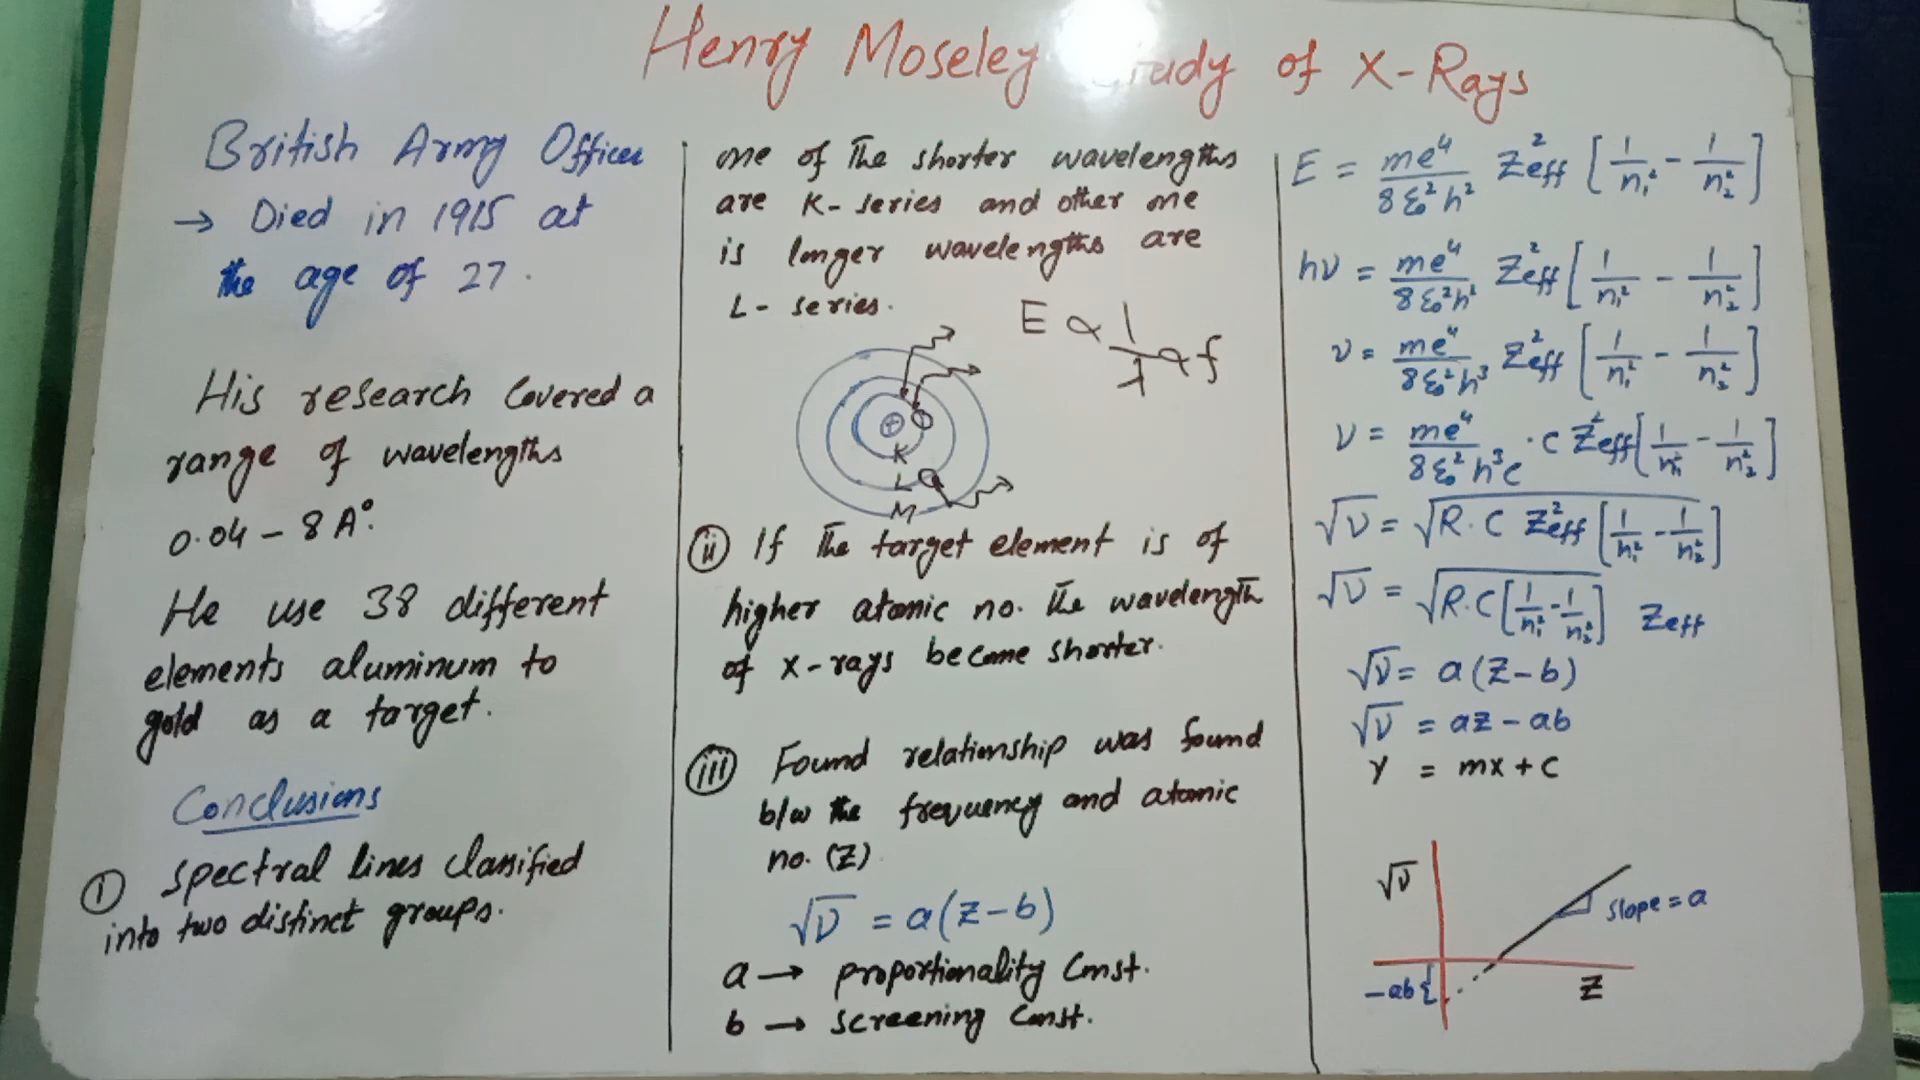 Henry Moseley Study of X-Rays
British Army Officer
→ Died in 1915 at
the age of 27.
His research Covered a
range of wavelengths
0.04 - 8 A°.
He use 38 different
elements aluminum to
gold as a target.
Conclusions
(i) Spectral lines classified
into two distinct groups.
one of the shorter wavelengths
are K-series and other one
is longer wavelengths are
L-series.
E ∝ 1/λ ∝ f
+
K
L
M
(ii) If the target element is of
higher atomic no. the wavelength
of x-rays become shorter.
(iii) Found relationship was found
b/w the frequency and atomic
no. (Z)
√ν = a(Z-b)
a → proportionality Const.
b → screening Const.
E = me⁴/8ε₀²h² Z²eff [1/n₁² - 1/n₂²]
hν = me⁴/8ε₀²h² Z²eff [1/n₁² - 1/n₂²]
ν = me⁴/8ε₀²h³ Z²eff [1/n₁² - 1/n₂²]
ν = me⁴/8ε₀²h³c · c Z²eff [1/n₁² - 1/n₂²]
√ν = √R.C Z²eff [1/n₁² - 1/n₂²]
√ν = √R.C [1/n₁² - 1/n₂²] Zeff
√ν = a(Z-b)
√ν = aZ - ab
Y = mx + c
√ν
slope = a
-ab {
Z